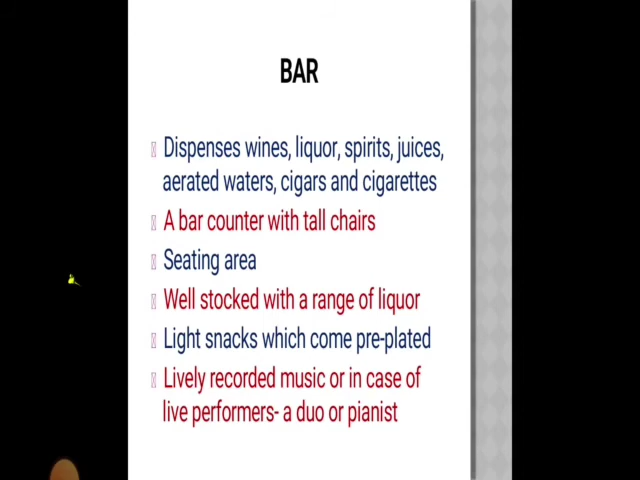 BAR
Dispenses wines, liquor, spirits, juices,
aerated waters, cigars and cigarettes
A bar counter with tall chairs
Seating area
Well stocked with a range of liquor
Light snacks which come pre-plated
Lively recorded music or in case of
live performers- a duo or pianist